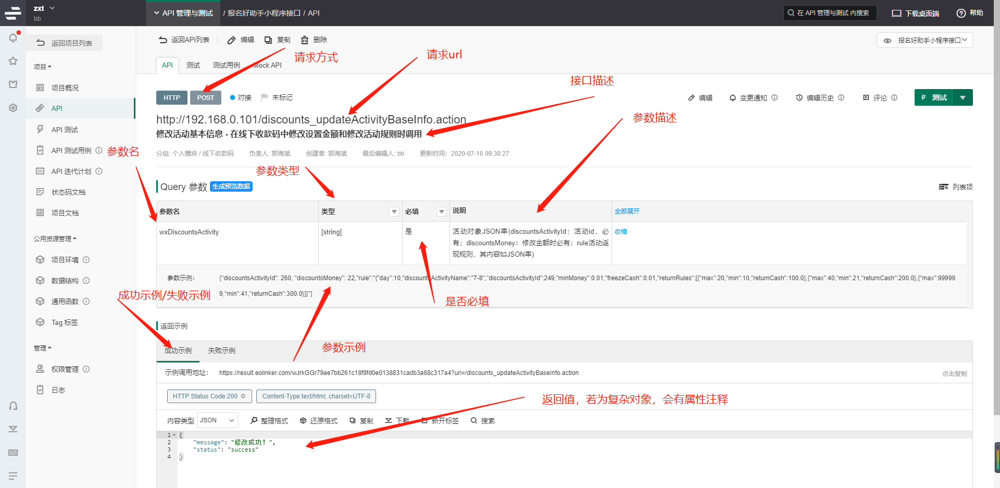 zxt
bb
API 管理与测试 / 报名好助手小程序接口 / API
在 API 管理与测试 内搜索
下载桌面端
帮助
返回项目列表
项目
项目概况
API
API 测试
API 测试用例
API 迭代计划
状态码文档
项目文档
公用资源管理
项目环境
数据结构
通用函数
Tag 标签
管理
权限管理
日志
返回API列表 编辑 复制 删除
报名好助手小程序接口
请求方式
请求url
API 测试 测试用例 Mock API
接口描述
HTTP POST 对接 未标记
编辑 变更通知 编辑历史 评论 测试
http://192.168.0.101/discounts_updateActivityBaseInfo.action
参数描述
修改活动基本信息 - 在线下收款码中修改设置金额和修改活动规则时调用
参数名
分组: 个人模块 / 线下收款码 负责人: 郭海斌 创建者: 郭海斌 最后编辑人: bb 更新时间: 2020-07-16 09:38:27
参数类型
Query 参数 生成预览数据
列表项
参数名 类型 必填 说明 全部展开
wxDiscountsActivity [string] 是 活动对象JSON串(discountsActivityId：活动id，必 收缩
有；discountsMoney：修改金额时必有；rule活动返
现规则，其内容如JSON串)
参数示例： {"discountsActivityId": 260, "discountsMoney": 22,"rule":"{"day":10,"discountsActivityName":"7-8","discountsActivityId":249,"minMoney":0.01,"freezeCash":0.01,"returnRules":[{"max":20,"min":10,"returnCash":100.0},{"max":40,"min":21,"returnCash":200.0},{"max":99999
9,"min":41,"returnCash":300.0}]}"}
成功示例/失败示例
是否必填
返回示例
参数示例
成功示例 失败示例
示例调用地址： https://result.eolinker.com/wJrkGGr79ae7bb261c18f9fd0e0138831cadb3a68c317a4?uri=/discounts_updateActivityBaseInfo.action
点击复制
HTTP Status Code:200 Content-Type:text/html; charset=UTF-8
返回值，若为复杂对象，会有属性注释
内容类型 JSON 整理格式 还原格式 复制 下载 新开标签 搜索
1 {
2 "message": "修改成功！",
3 "status": "success"
4 }